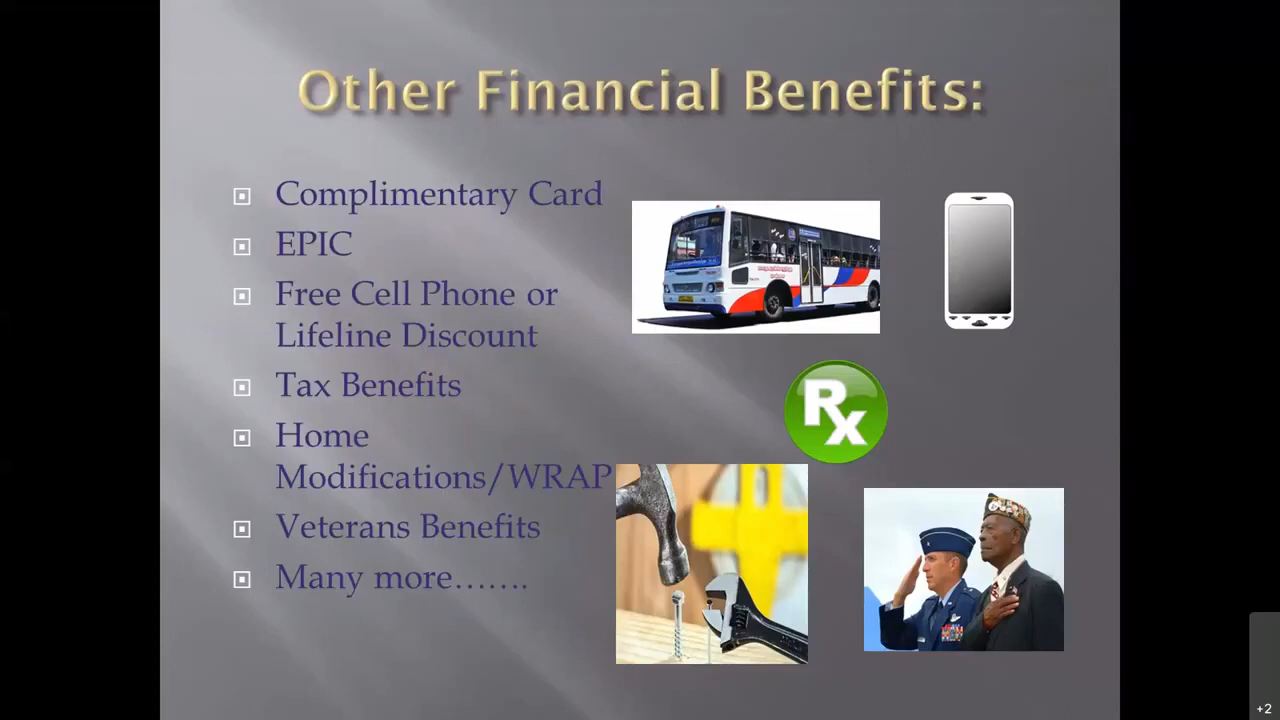 Other Financial Benefits:
Complimentary Card
EPIC
Free Cell Phone or
Lifeline Discount
Tax Benefits
Home
Modifications/WRAP
Veterans Benefits
Many more…….
Rx
+2